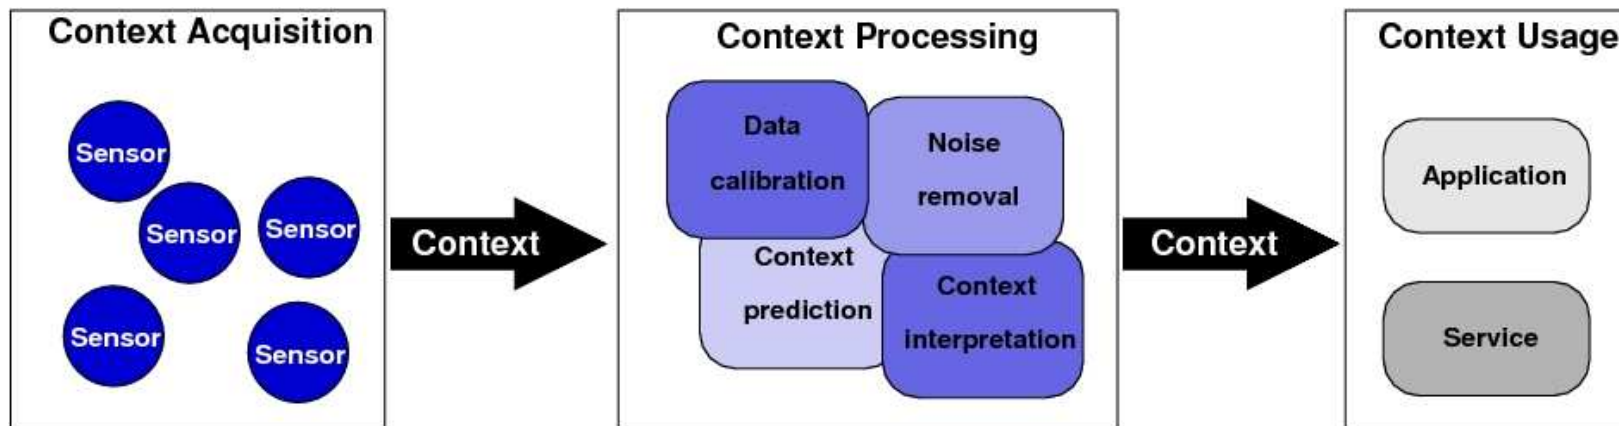 Context Acquisition
Sensor
Sensor
Sensor
Sensor
Sensor
Context
Context Processing
Data
calibration
Noise
removal
Context
prediction
Context
interpretation
Context
Context Usage
Application
Service